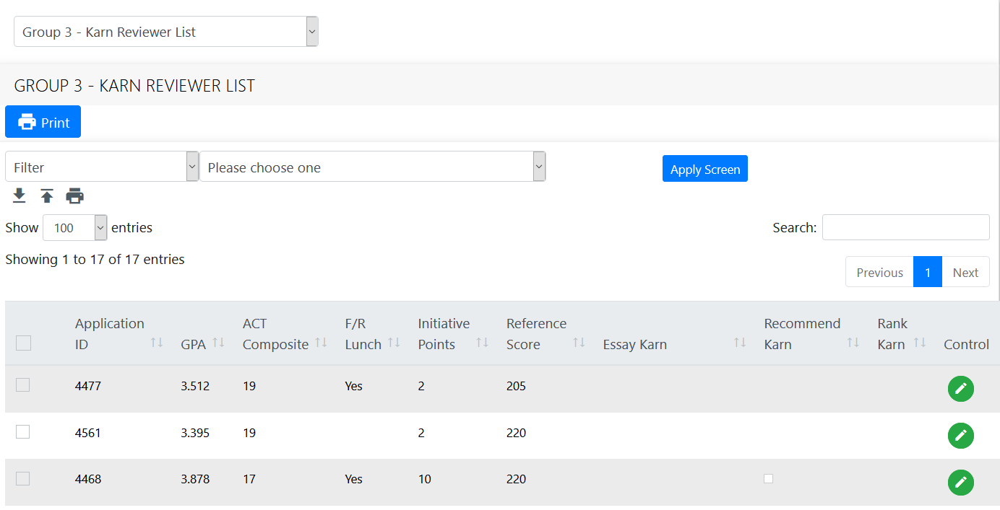 Group 3 - Karn Reviewer List
GROUP 3 - KARN REVIEWER LIST
Print
Filter Please choose one Apply Screen
Show 100 entries Search:
Showing 1 to 17 of 17 entries
Previous 1 Next
Application ID GPA ACT Composite F/R Lunch Initiative Points Reference Score Essay Karn Recommend Karn Rank Karn Control
4477 3.512 19 Yes 2 205
4561 3.395 19 2 220
4468 3.878 17 Yes 10 220